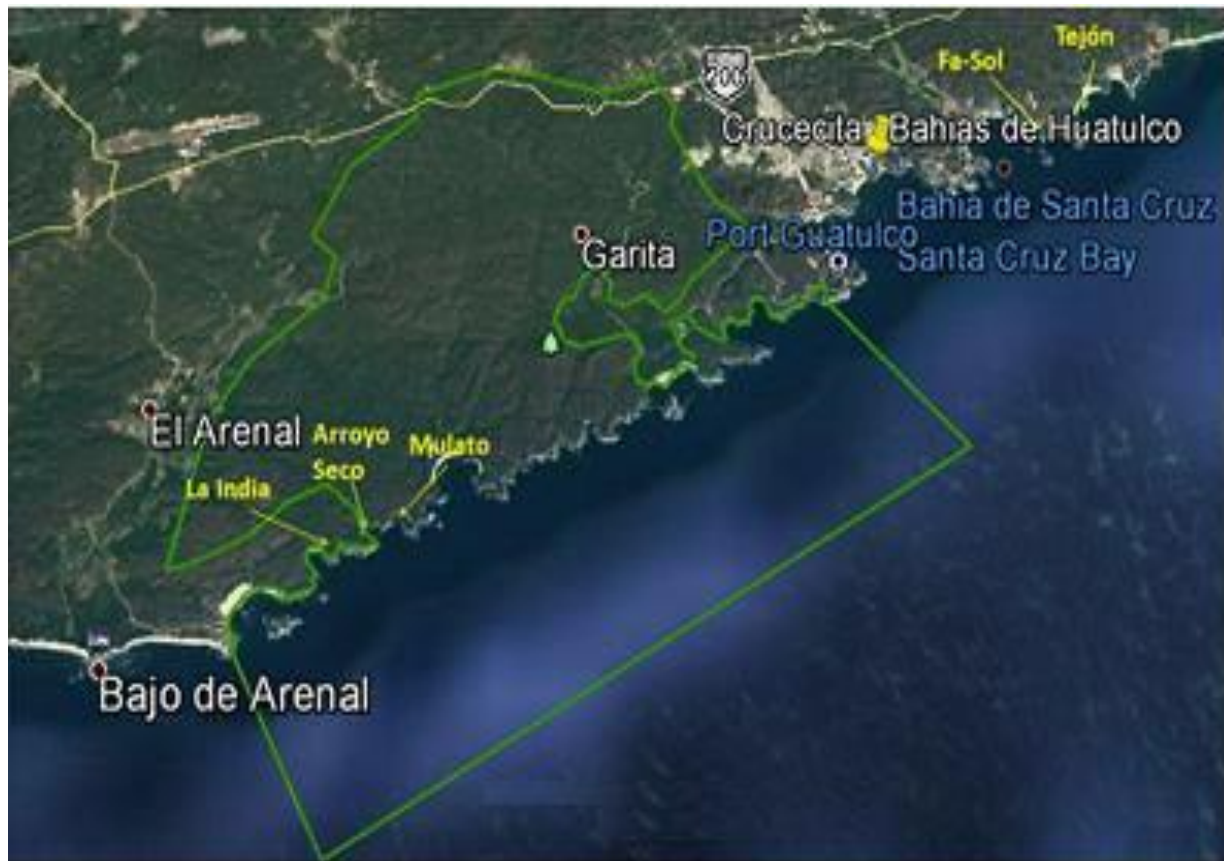 Tejón
Fa-Sol
200
Crucecita
Bahias de Huatulco
Bahia de Santa Cruz
Port Guatulco
Santa Cruz Bay
Garita
El Arenal
Arroyo
Seco
Mulato
La India
Bajo de Arenal